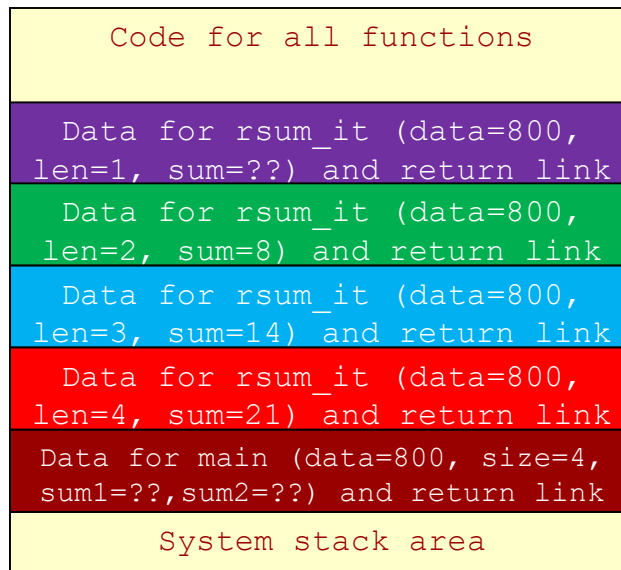 Code for all functions
Data for rsum_it (data=800,
len=1, sum=??) and return link
Data for rsum_it (data=800,
len=2, sum=8) and return link
Data for rsum_it (data=800,
len=3, sum=14) and return link
Data for rsum_it (data=800,
len=4, sum=21) and return link
Data for main (data=800, size=4,
sum1=??,sum2=??) and return link
System stack area